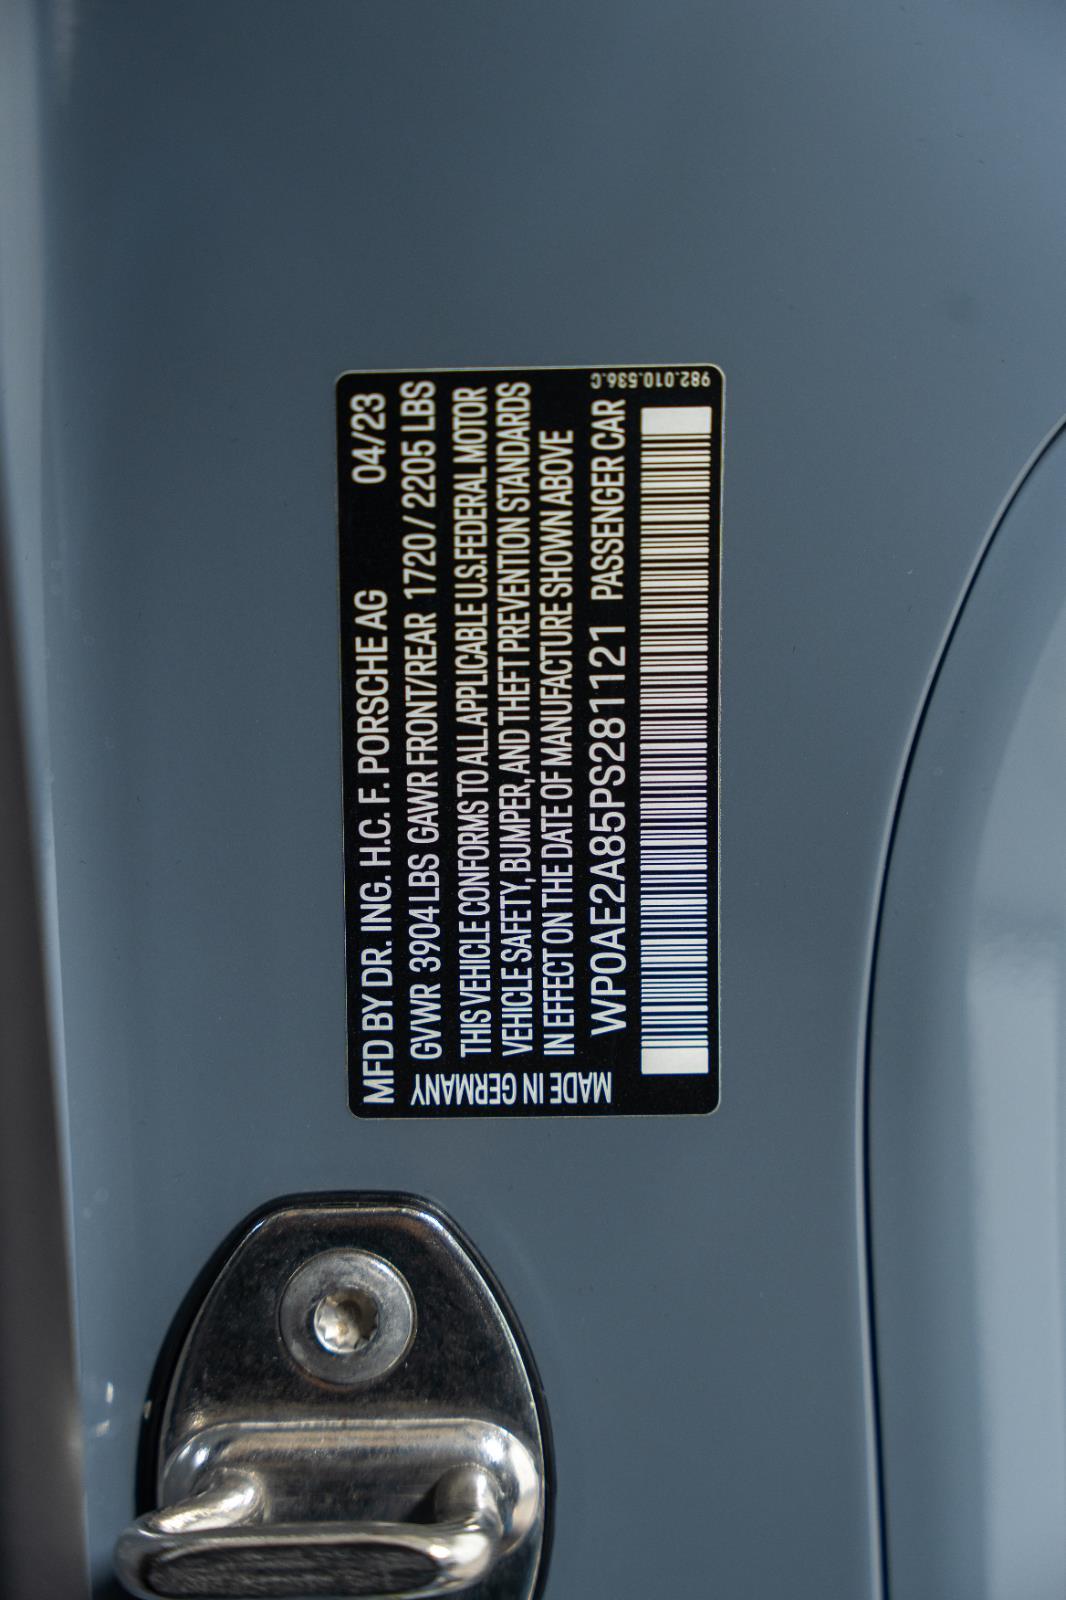 MFD BY DR. ING. H.C. F. PORSCHE AG 04/23
GVWR 3904 LBS GAWR FRONT/REAR 1720 / 2205 LBS
THIS VEHICLE CONFORMS TO ALL APPLICABLE U.S. FEDERAL MOTOR
VEHICLE SAFETY, BUMPER, AND THEFT PREVENTION STANDARDS
IN EFFECT ON THE DATE OF MANUFACTURE SHOWN ABOVE
WP0AE2A85PS281121 PASSENGER CAR
MADE IN GERMANY
982.010.536.C